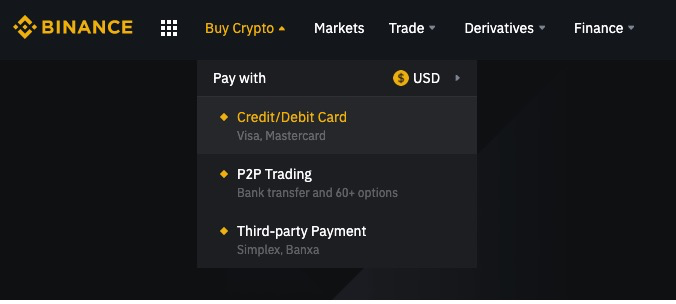 BINANCE Buy Crypto Markets Trade Derivatives Finance
Pay with $ USD
Credit/Debit Card
Visa, Mastercard
P2P Trading
Bank transfer and 60+ options
Third-party Payment
Simplex, Banxa